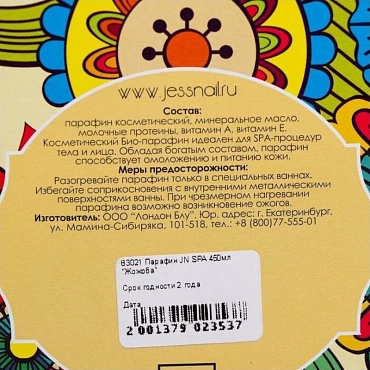 www.jessnail.ru
Состав:
парафин косметический, минеральное масло,
молочные протеины, витамин А, витамин Е.
Косметический Био-парафин идеален для SPA-процедур
тела и лица. Обладая богатым составом, парафин
способствует омоложению и питанию кожи.
Меры предосторожности:
Разогревайте парафин только в специальных ваннах.
Избегайте соприкосновения с внутренними металлическими
поверхностями ванны. При чрезмерном нагревании
парафина возможно возникновение ожогов.
Изготовитель: ООО "Лондон Блу". Юр. адрес: г. Екатеринбург,
ул. Мамина-Сибиряка, 101-518, тел.: +8 (800)77-555-01
63021 Парафин JN SPA 450мл
"Жожоба"
Срок годности 2 года
Дата
2 001379 023537